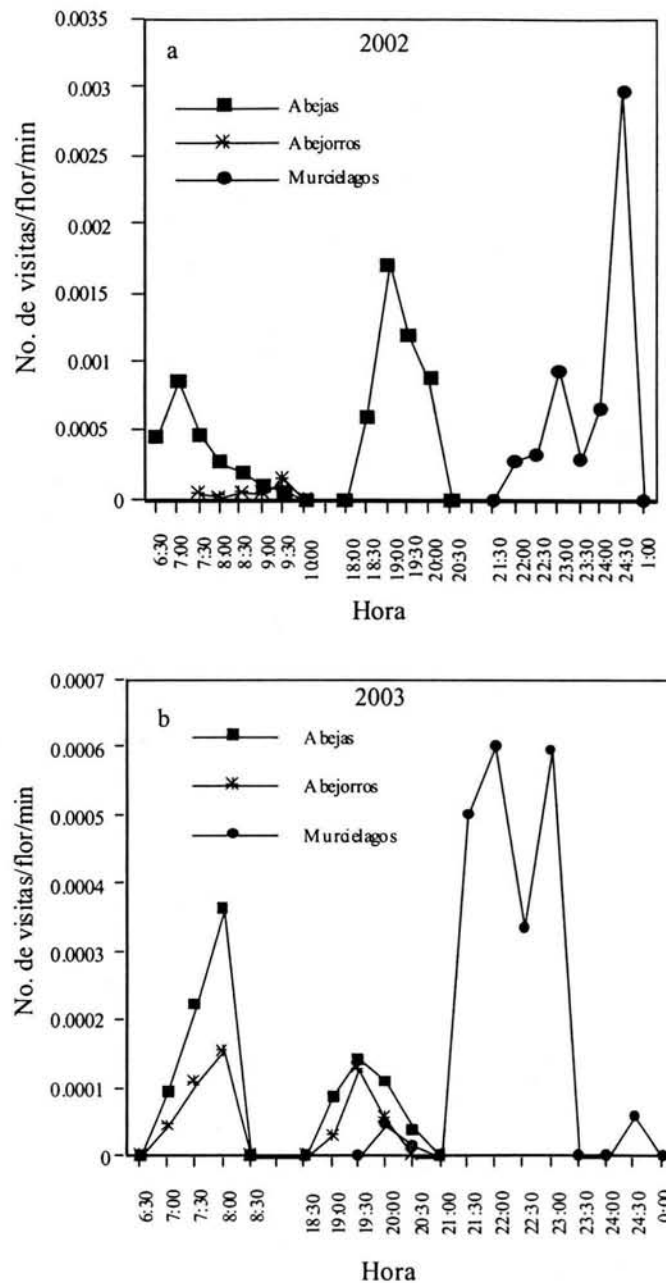 0.0035
a
2002
0.003
Abejas
0.0025
Abejorros
0.002
Murcielagos
0.0015
0.001
0.0005
0
No. de visitas/flor/min
6:30 7:00 7:30 8:00 8:30 9:00 9:30 10:00 18:00 18:30 19:00 19:30 20:00 20:30 21:30 22:00 22:30 23:00 23:30 24:00 24:30 1:00
Hora
0.0007
b
2003
0.0006
Abejas
Abejorros
0.0005
Murcielagos
0.0004
0.0003
0.0002
0.0001
0
No. de visitas/flor/min
6:30 7:00 7:30 8:00 8:30 18:30 19:00 19:30 20:00 20:30 21:00 21:30 22:00 22:30 23:00 23:30 24:00 24:30 0:00
Hora